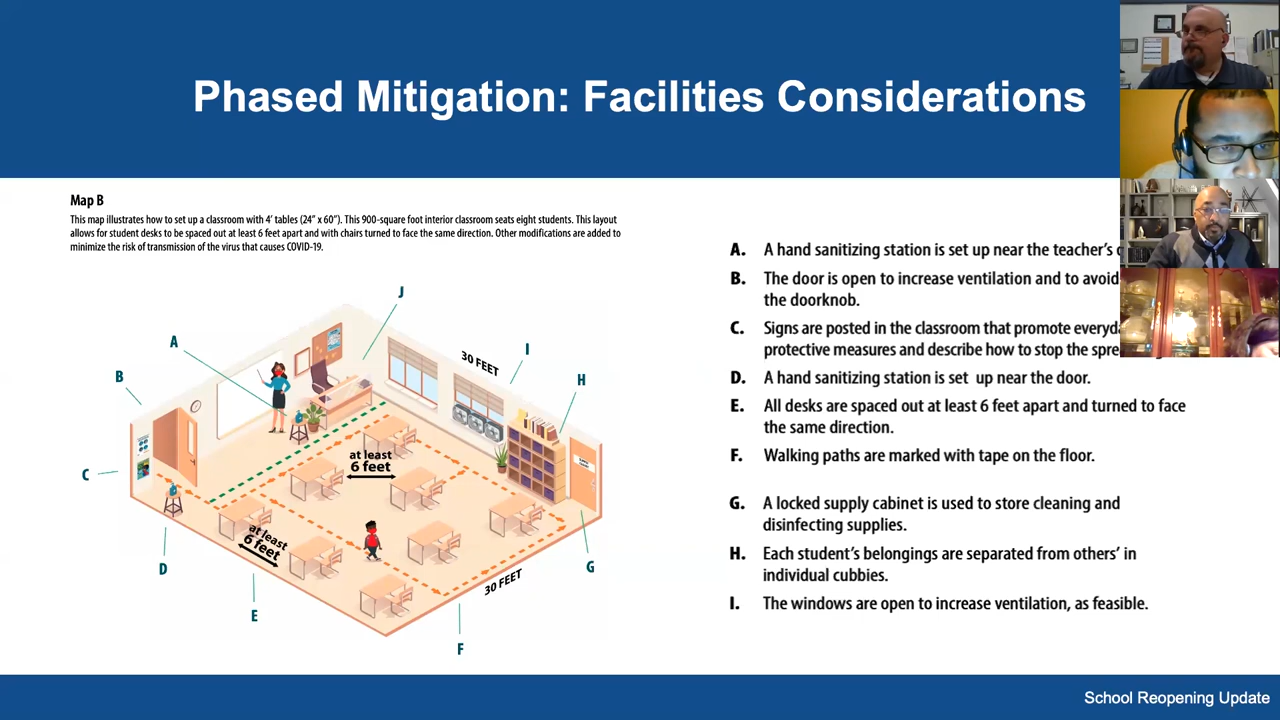 Phased Mitigation: Facilities Considerations
Map B
This map illustrates how to set up a classroom with 4' tables (24” x 60”). This 900-square foot interior classroom seats eight students. This layout
allows for student desks to be spaced out at least 6 feet apart and with chairs turned to face the same direction. Other modifications are added to
minimize the risk of transmission of the virus that causes COVID-19.
J
A
I
30 FEET
B
H
at least
6 feet
C
at least
6 feet
D
G
30 FEET
E
F
A. A hand sanitizing station is set up near the teacher’s
B. The door is open to increase ventilation and to avoid
the doorknob.
C. Signs are posted in the classroom that promote
protective measures and describe how to stop the
D. A hand sanitizing station is set up near the door.
E. All desks are spaced out at least 6 feet apart and turned to face
the same direction.
F. Walking paths are marked with tape on the floor.
G. A locked supply cabinet is used to store cleaning and
disinfecting supplies.
H. Each student’s belongings are separated from others’ in
individual cubbies.
I. The windows are open to increase ventilation, as feasible.
School Reopening Update